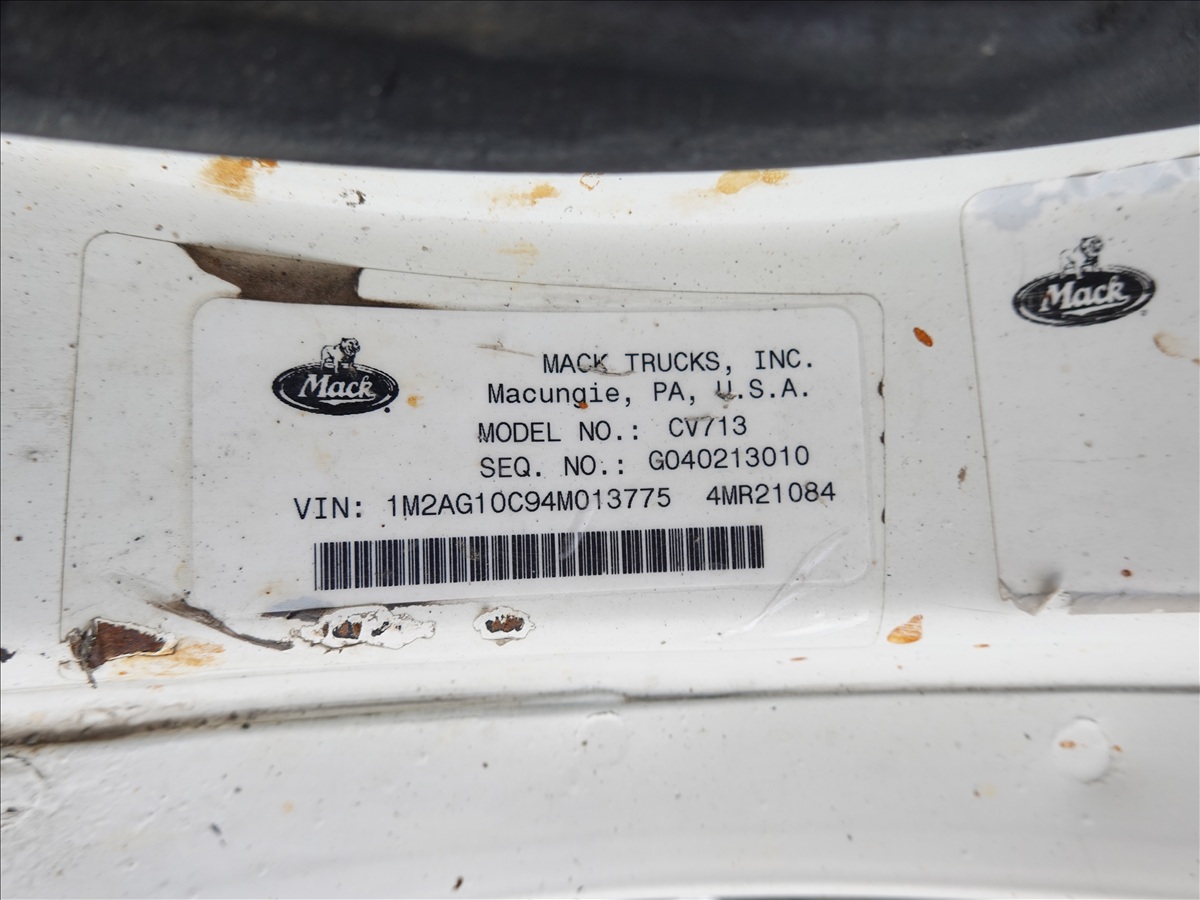 Mack
MACK TRUCKS, INC.
Macungie, PA, U.S.A.
MODEL NO.: CV713
SEQ. NO.: G040213010
VIN: 1M2AG10C94M013775 4MR21084
Mack